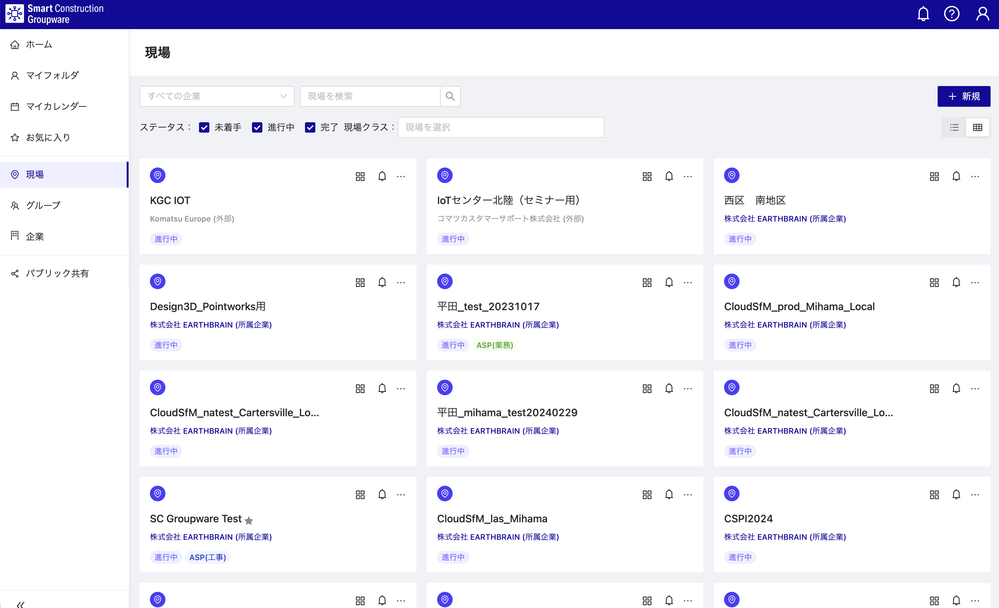 Smart Construction
Groupware
ホーム
マイフォルダ
マイカレンダー
お気に入り
現場
グループ
企業
パブリック共有
現場
すべての企業
現場を検索
新規
ステータス： 未着手 進行中 完了 現場クラス： 現場を選択
KGC IOT
Komatsu Europe (外部)
進行中
IoTセンター北陸（セミナー用）
コマツカスタマーサポート株式会社 (外部)
進行中
西区　南地区
株式会社 EARTHBRAIN (所属企業)
進行中
Design3D_Pointworks用
株式会社 EARTHBRAIN (所属企業)
進行中
平田_test_20231017
株式会社 EARTHBRAIN (所属企業)
進行中 ASP(業務)
CloudSfM_prod_Mihama_Local
株式会社 EARTHBRAIN (所属企業)
進行中
CloudSfM_natest_Cartersville_Lo...
株式会社 EARTHBRAIN (所属企業)
進行中
平田_mihama_test20240229
株式会社 EARTHBRAIN (所属企業)
進行中
CloudSfM_natest_Cartersville_Lo...
株式会社 EARTHBRAIN (所属企業)
進行中
SC Groupware Test
株式会社 EARTHBRAIN (所属企業)
進行中 ASP(工事)
CloudSfM_las_Mihama
株式会社 EARTHBRAIN (所属企業)
進行中
CSPI2024
株式会社 EARTHBRAIN (所属企業)
進行中